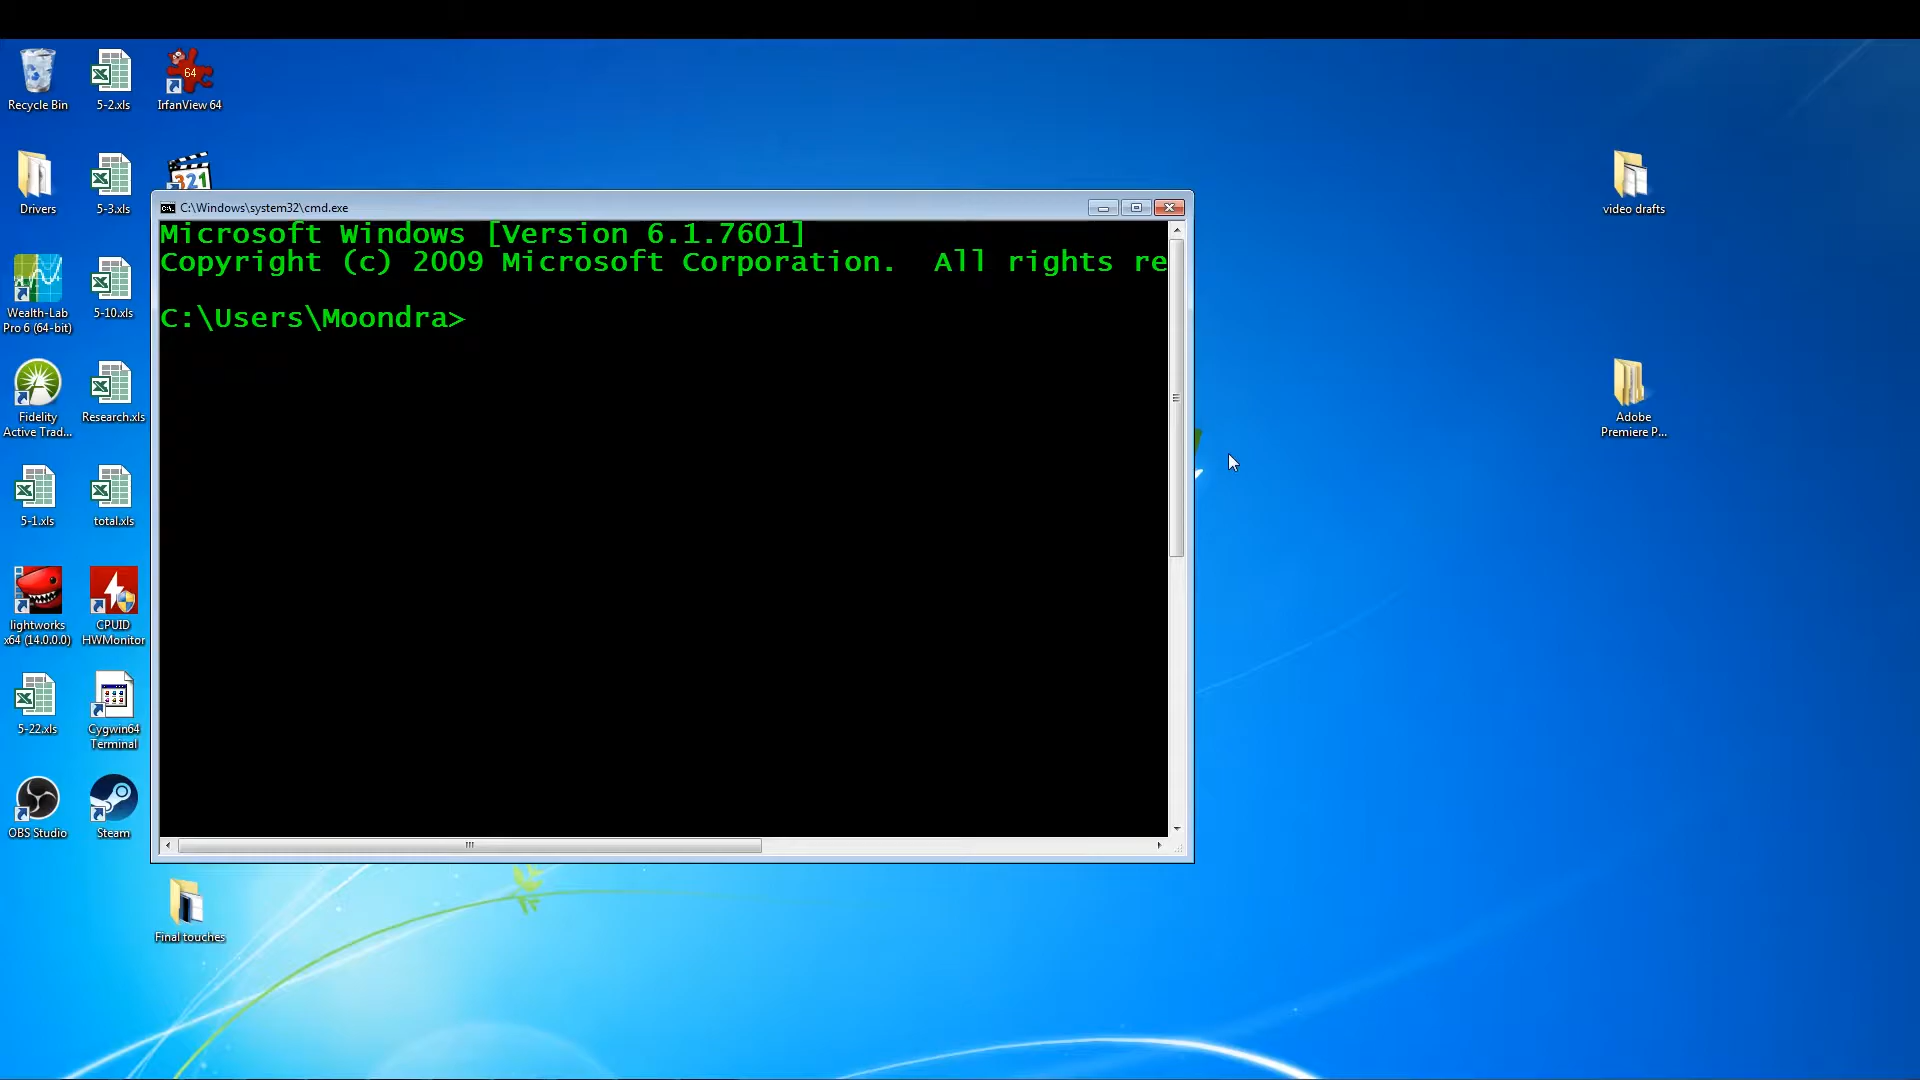 Recycle Bin
5-2.xls
64
IrfanView 64
Drivers
5-3.xls
321
video drafts
C:\Windows\system32\cmd.exe
Microsoft Windows [Version 6.1.7601]
Copyright (c) 2009 Microsoft Corporation.  All rights re
C:\Users\Moondra>
Wealth-Lab
Pro 6 (64-bit)
5-10.xls
Fidelity
Active Trad...
Research.xls
Adobe
Premiere P...
5-1.xls
total.xls
lightworks
x64 (14.0.0.0)
CPUID
HWMonitor
5-22.xls
Cygwin64
Terminal
OBS Studio
Steam
Final touches